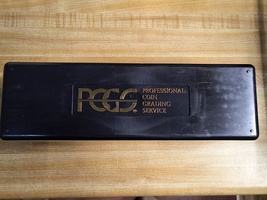 PCGS
PROFESSIONAL
COIN
GRADING
SERVICE